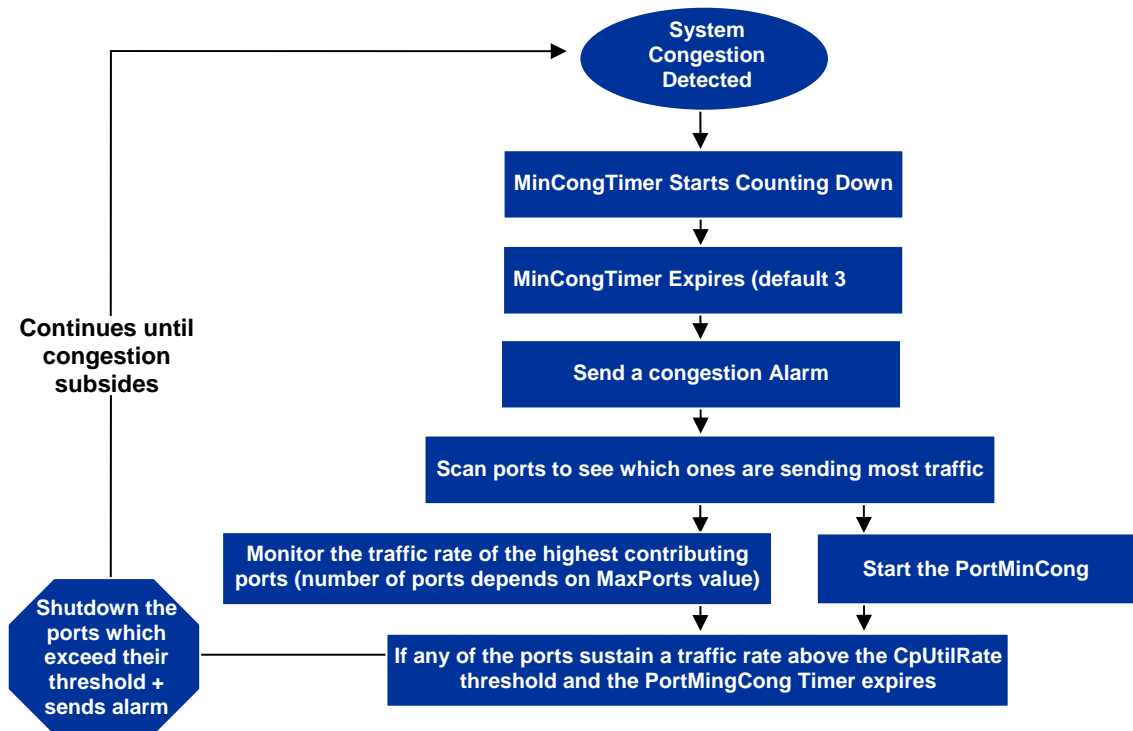 System
Congestion
Detected
MinCongTimer Starts Counting Down
MinCongTimer Expires (default 3
Continues until
congestion
subsides
Send a congestion Alarm
Scan ports to see which ones are sending most traffic
Monitor the traffic rate of the highest contributing
ports (number of ports depends on MaxPorts value)
Start the PortMinCong
Shutdown the
ports which
exceed their
threshold +
sends alarm
If any of the ports sustain a traffic rate above the CpUtilRate
threshold and the PortMingCong Timer expires